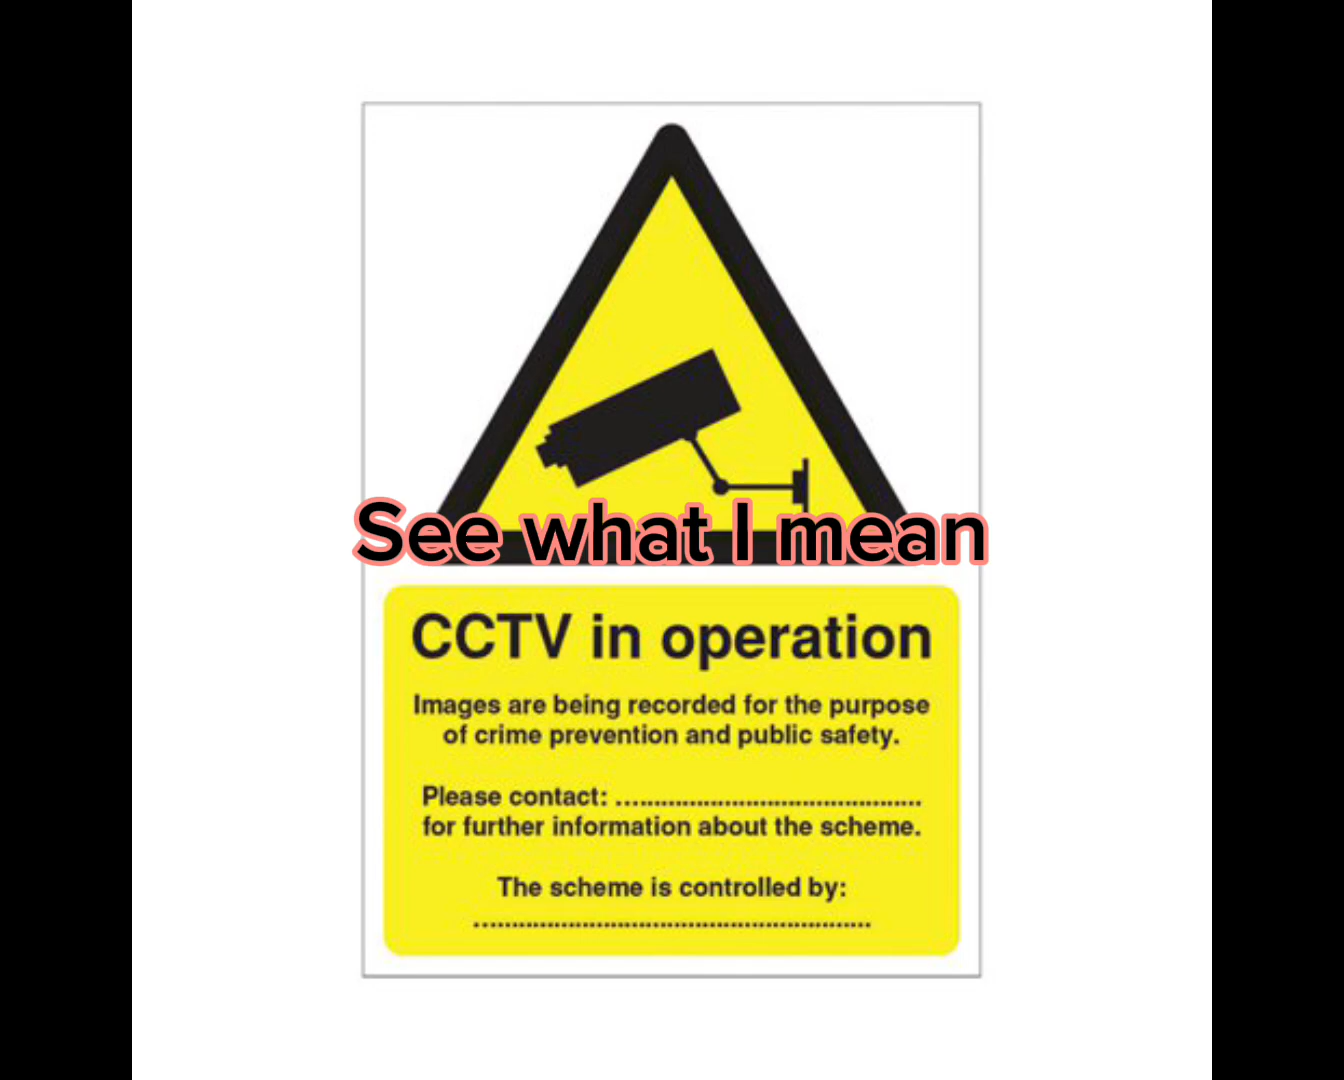 See what I mean
CCTV in operation
Images are being recorded for the purpose
of crime prevention and public safety.
Please contact: ................................................
for further information about the scheme.
The scheme is controlled by:
................................................................